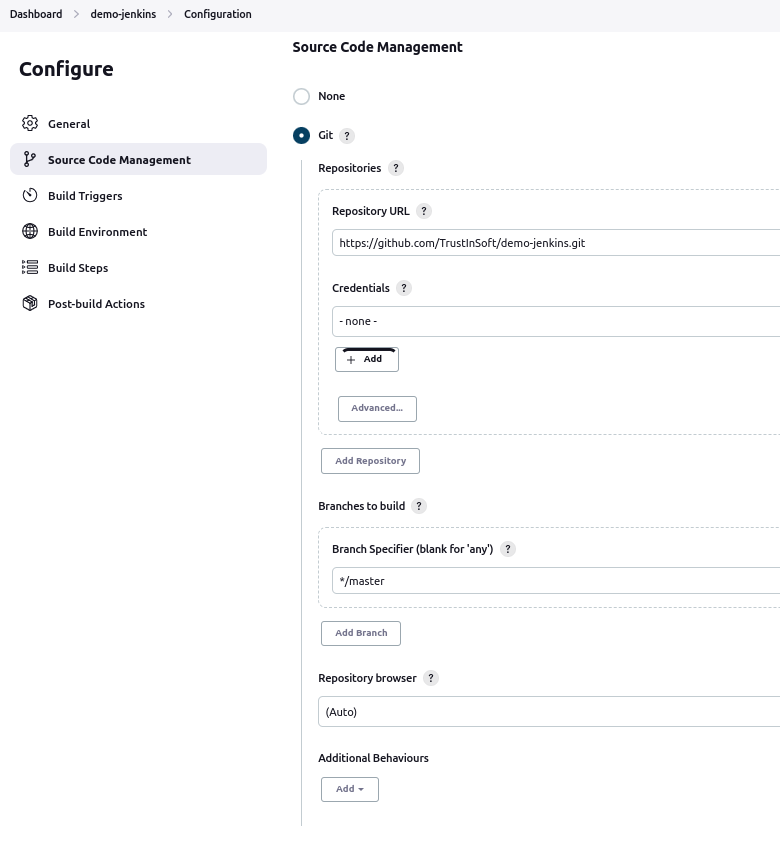 Dashboard > demo-jenkins > Configuration
Configure
General
Source Code Management
Build Triggers
Build Environment
Build Steps
Post-build Actions
Source Code Management
None
Git ?
Repositories ?
Repository URL ?
https://github.com/TrustInSoft/demo-jenkins.git
Credentials ?
- none -
+ Add
Advanced...
Add Repository
Branches to build ?
Branch Specifier (blank for 'any') ?
*/master
Add Branch
Repository browser ?
(Auto)
Additional Behaviours
Add